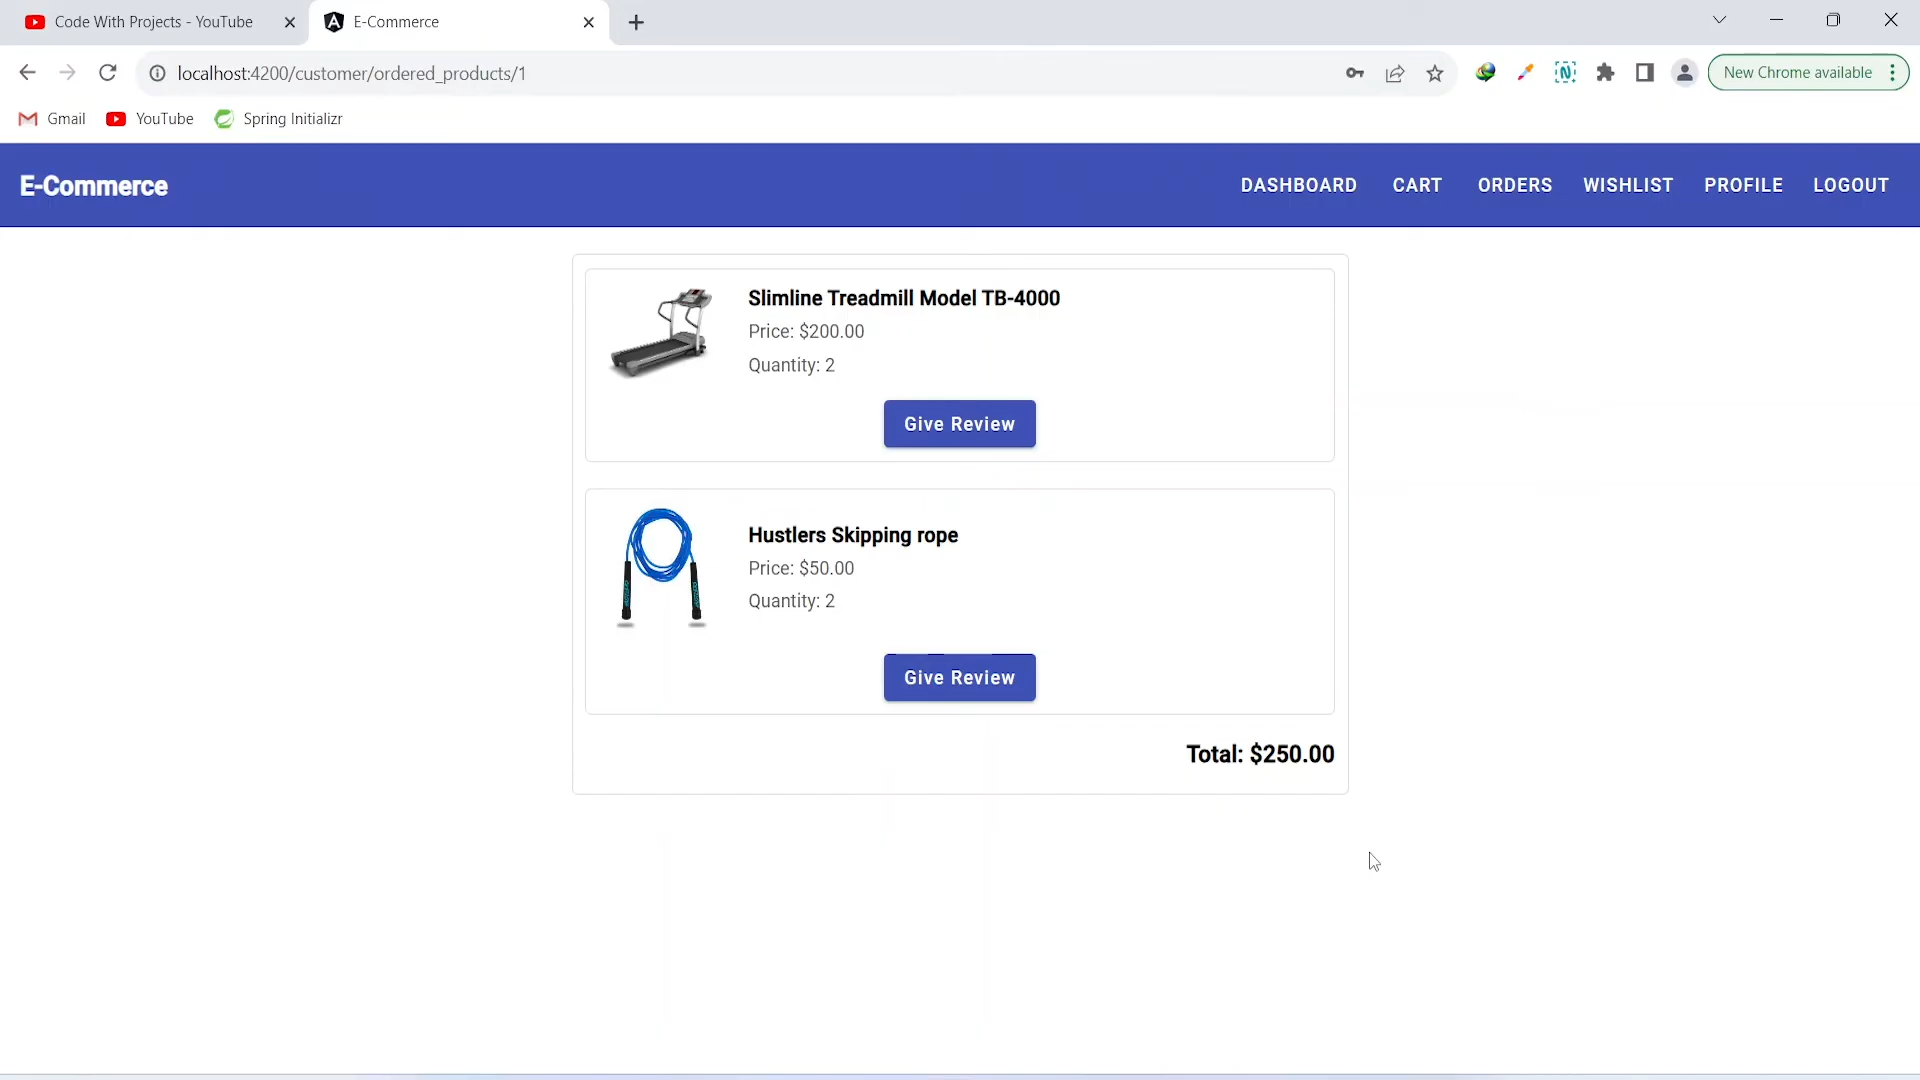 Code With Projects - YouTube
E-Commerce
localhost:4200/customer/ordered_products/1
New Chrome available
Gmail
YouTube
Spring Initializr
E-Commerce
DASHBOARD
CART
ORDERS
WISHLIST
PROFILE
LOGOUT
Slimline Treadmill Model TB-4000
Price: $200.00
Quantity: 2
Give Review
Hustlers Skipping rope
Price: $50.00
Quantity: 2
Give Review
Total: $250.00